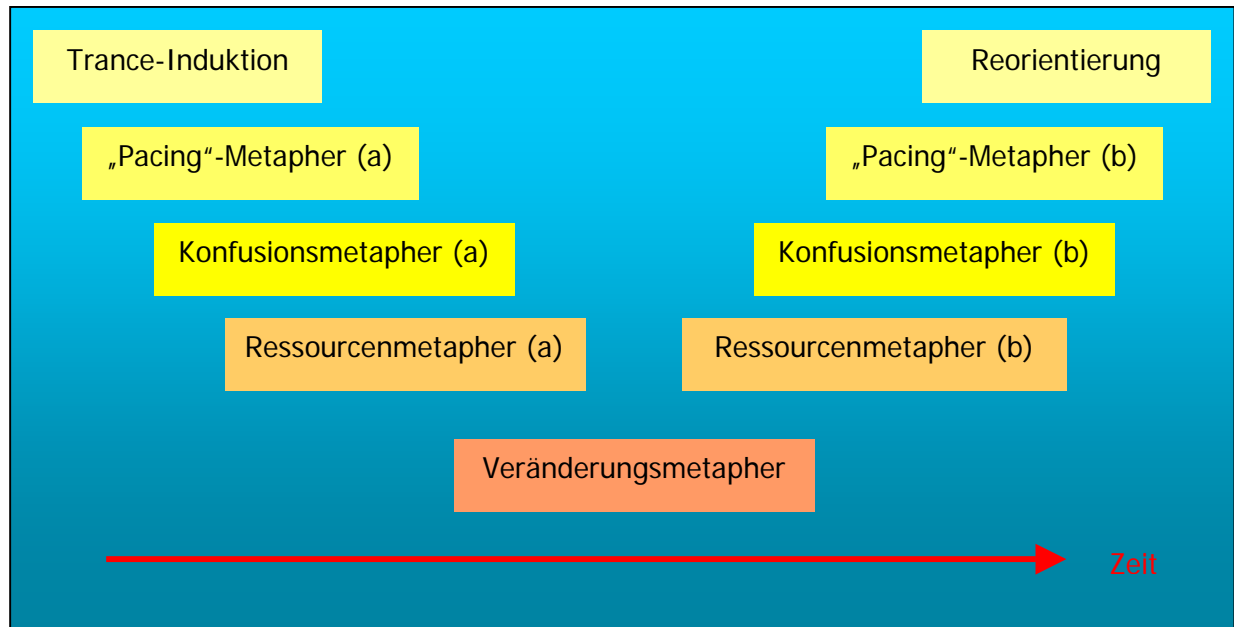 Trance-Induktion
Reorientierung
„Pacing“-Metapher (a)
„Pacing“-Metapher (b)
Konfusionsmetapher (a)
Konfusionsmetapher (b)
Ressourcenmetapher (a)
Ressourcenmetapher (b)
Veränderungsmetapher
Zeit